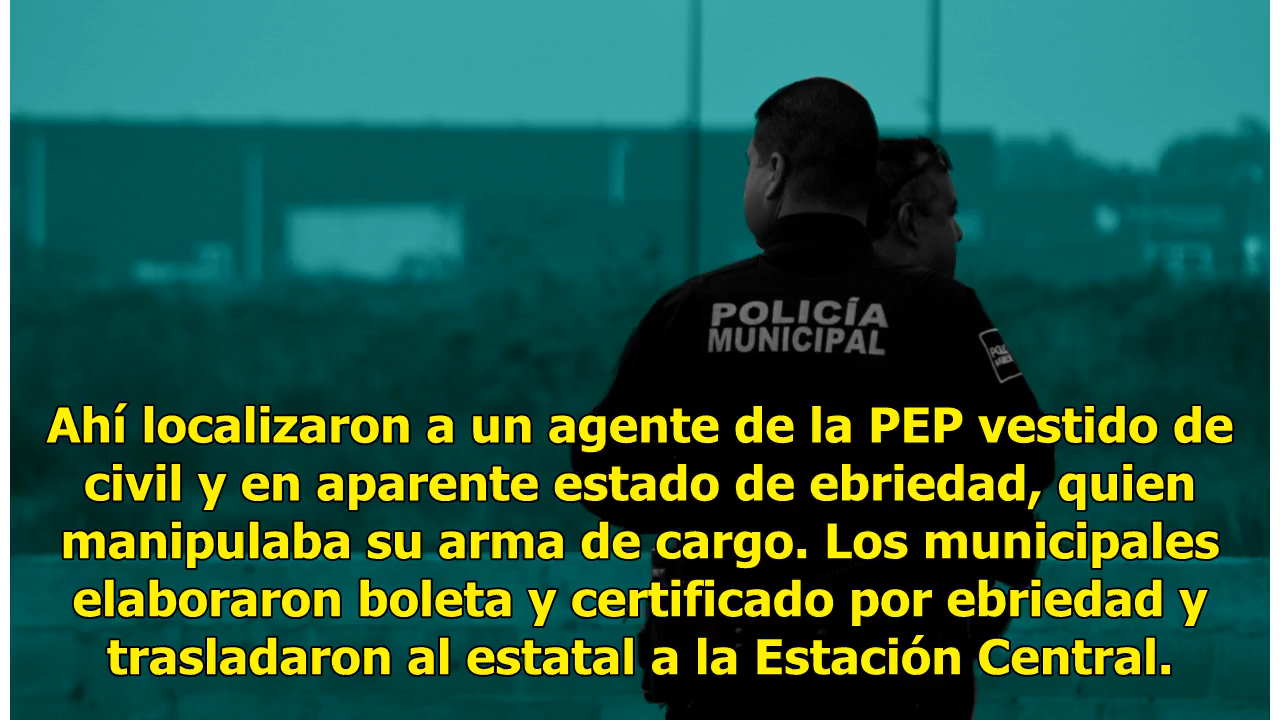 POLICÍA
MUNICIPAL
Ahí localizaron a un agente de la PEP vestido de
civil y en aparente estado de ebriedad, quien
manipulaba su arma de cargo. Los municipales
elaboraron boleta y certificado por ebriedad y
trasladaron al estatal a la Estación Central.